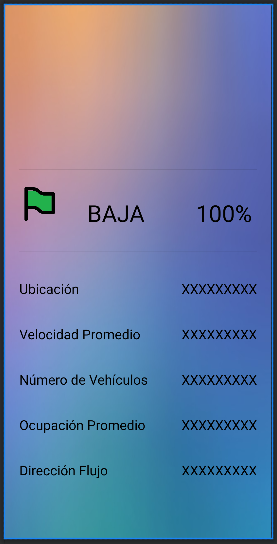 BAJA 100%
Ubicación XXXXXXXXX
Velocidad Promedio XXXXXXXXX
Número de Vehículos XXXXXXXXX
Ocupación Promedio XXXXXXXXX
Dirección Flujo XXXXXXXXX